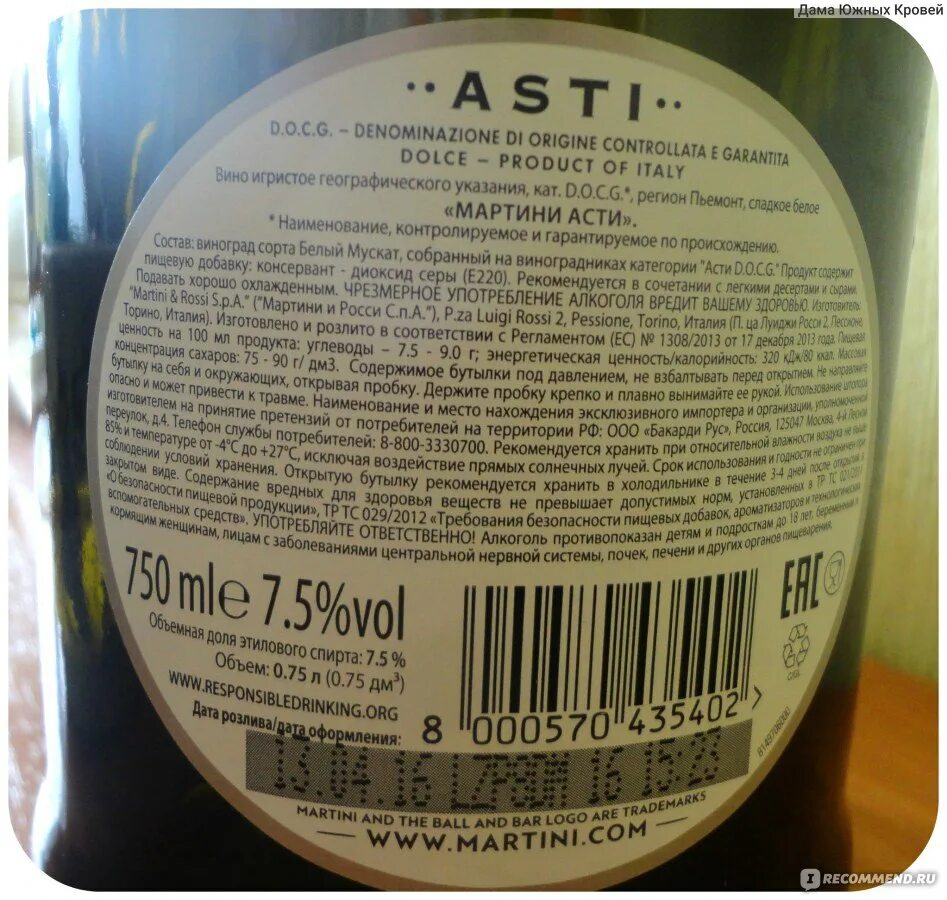 Дама Южных Кровей
·· ASTI ··
D.O.C.G. – DENOMINAZIONE DI ORIGINE CONTROLLATA E GARANTITA
DOLCE – PRODUCT OF ITALY
Вино игристое географического указания, кат. D.O.C.G.*, регион Пьемонт, сладкое белое
«МАРТИНИ АСТИ».
* Наименование, контролируемое и гарантируемое по происхождению.
Состав: виноград сорта Белый Мускат, собранный на виноградниках категории "Асти D.O.C.G." Продукт содержит
пищевую добавку: консервант - диоксид серы (Е220). Рекомендуется в сочетании с легкими десертами и сырами.
Подавать хорошо охлажденным. ЧРЕЗМЕРНОЕ УПОТРЕБЛЕНИЕ АЛКОГОЛЯ ВРЕДИТ ВАШЕМУ ЗДОРОВЬЮ. Изготовитель:
"Martini & Rossi S.p.A." ("Мартини и Росси С.п.А."), P.za Luigi Rossi 2, Pessione, Torino, Италия (П. ца Луиджи Росси 2, Пессионе,
Торино, Италия). Изготовлено и розлито в соответствии с Регламентом (ЕС) № 1308/2013 от 17 декабря 2013 года. Пищевая
ценность на 100 мл продукта: углеводы – 7.5 - 9.0 г; энергетическая ценность/калорийность: 320 кДж/80 ккал. Массовая
концентрация сахаров: 75 - 90 г/ дм3. Содержимое бутылки под давлением, не взбалтывать перед открытием. Не направляйте
бутылку на себя и окружающих, открывая пробку. Держите пробку крепко и плавно вынимайте ее рукой. Использование штопора
опасно и может привести к травме. Наименование и место нахождения эксклюзивного импортера и организации, уполномоченной
изготовителем на принятие претензий от потребителей на территории РФ: ООО «Бакарди Рус», Россия, 125047 Москва, 4-й Лесной
переулок, д.4. Телефон службы потребителей: 8-800-3330700. Рекомендуется хранить при относительной влажности воздуха не выше
85% и температуре от -4°С до +27°С, исключая воздействие прямых солнечных лучей. Срок использования и годности не ограничен при
соблюдении условий хранения. Открытую бутылку рекомендуется хранить в холодильнике в течение 3-4 дней после открытия в
закрытом виде. Содержание вредных для здоровья веществ не превышает допустимых норм, установленных в ТР ТС 021/2011
«О безопасности пищевой продукции», ТР ТС 029/2012 «Требования безопасности пищевых добавок, ароматизаторов и технологических
вспомогательных средств». УПОТРЕБЛЯЙТЕ ОТВЕТСТВЕННО! Алкоголь противопоказан детям и подросткам до 18 лет, беременным и
кормящим женщинам, лицам с заболеваниями центральной нервной системы, почек, печени и других органов пищеварения.
750 ml e 7.5%vol
EAC
Объемная доля этилового спирта: 7.5 %
Объем: 0.75 л (0.75 дм³)
C/GL
WWW.RESPONSIBLEDRINKING.ORG
Дата розлива/дата оформления:
8 000570 435402 >
13.04.16 16 15:28
MARTINI AND THE BALL AND BAR LOGO ARE TRADEMARKS
— WWW.MARTINI.COM —
I RECOMMEND.RU